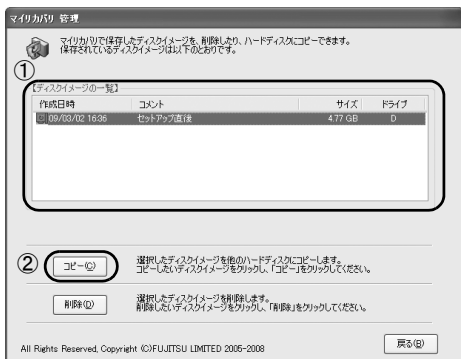 マイリカバリ 管理
マイリカバリで保存したディスクイメージを、削除したり、ハードディスクにコピーできます。
保存されているディスクイメージは以下のとおりです。
①
【ディスクイメージの一覧】
作成日時 コメント サイズ ドライブ
09/03/02 16:36 セットアップ直後 4.77 GB D
②
コピー(C)
選択したディスクイメージを他のハードディスクにコピーします。
コピーしたいディスクイメージをクリックし、「コピー」をクリックしてください。
削除(D)
選択したディスクイメージを削除します。
削除したいディスクイメージをクリックし、「削除」をクリックしてください。
All Rights Reserved, Copyright (C)FUJITSU LIMITED 2005-2008
戻る(B)